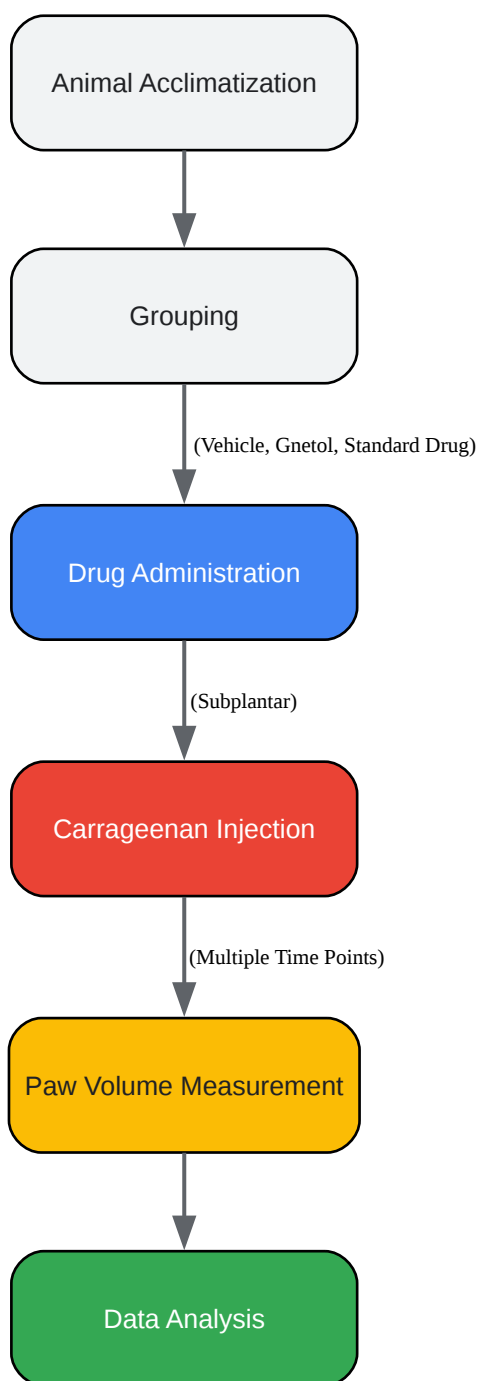 Animal Acclimatization
Grouping
(Vehicle, Gnetol, Standard Drug)
Drug Administration
(Subplantar)
Carrageenan Injection
(Multiple Time Points)
Paw Volume Measurement
Data Analysis